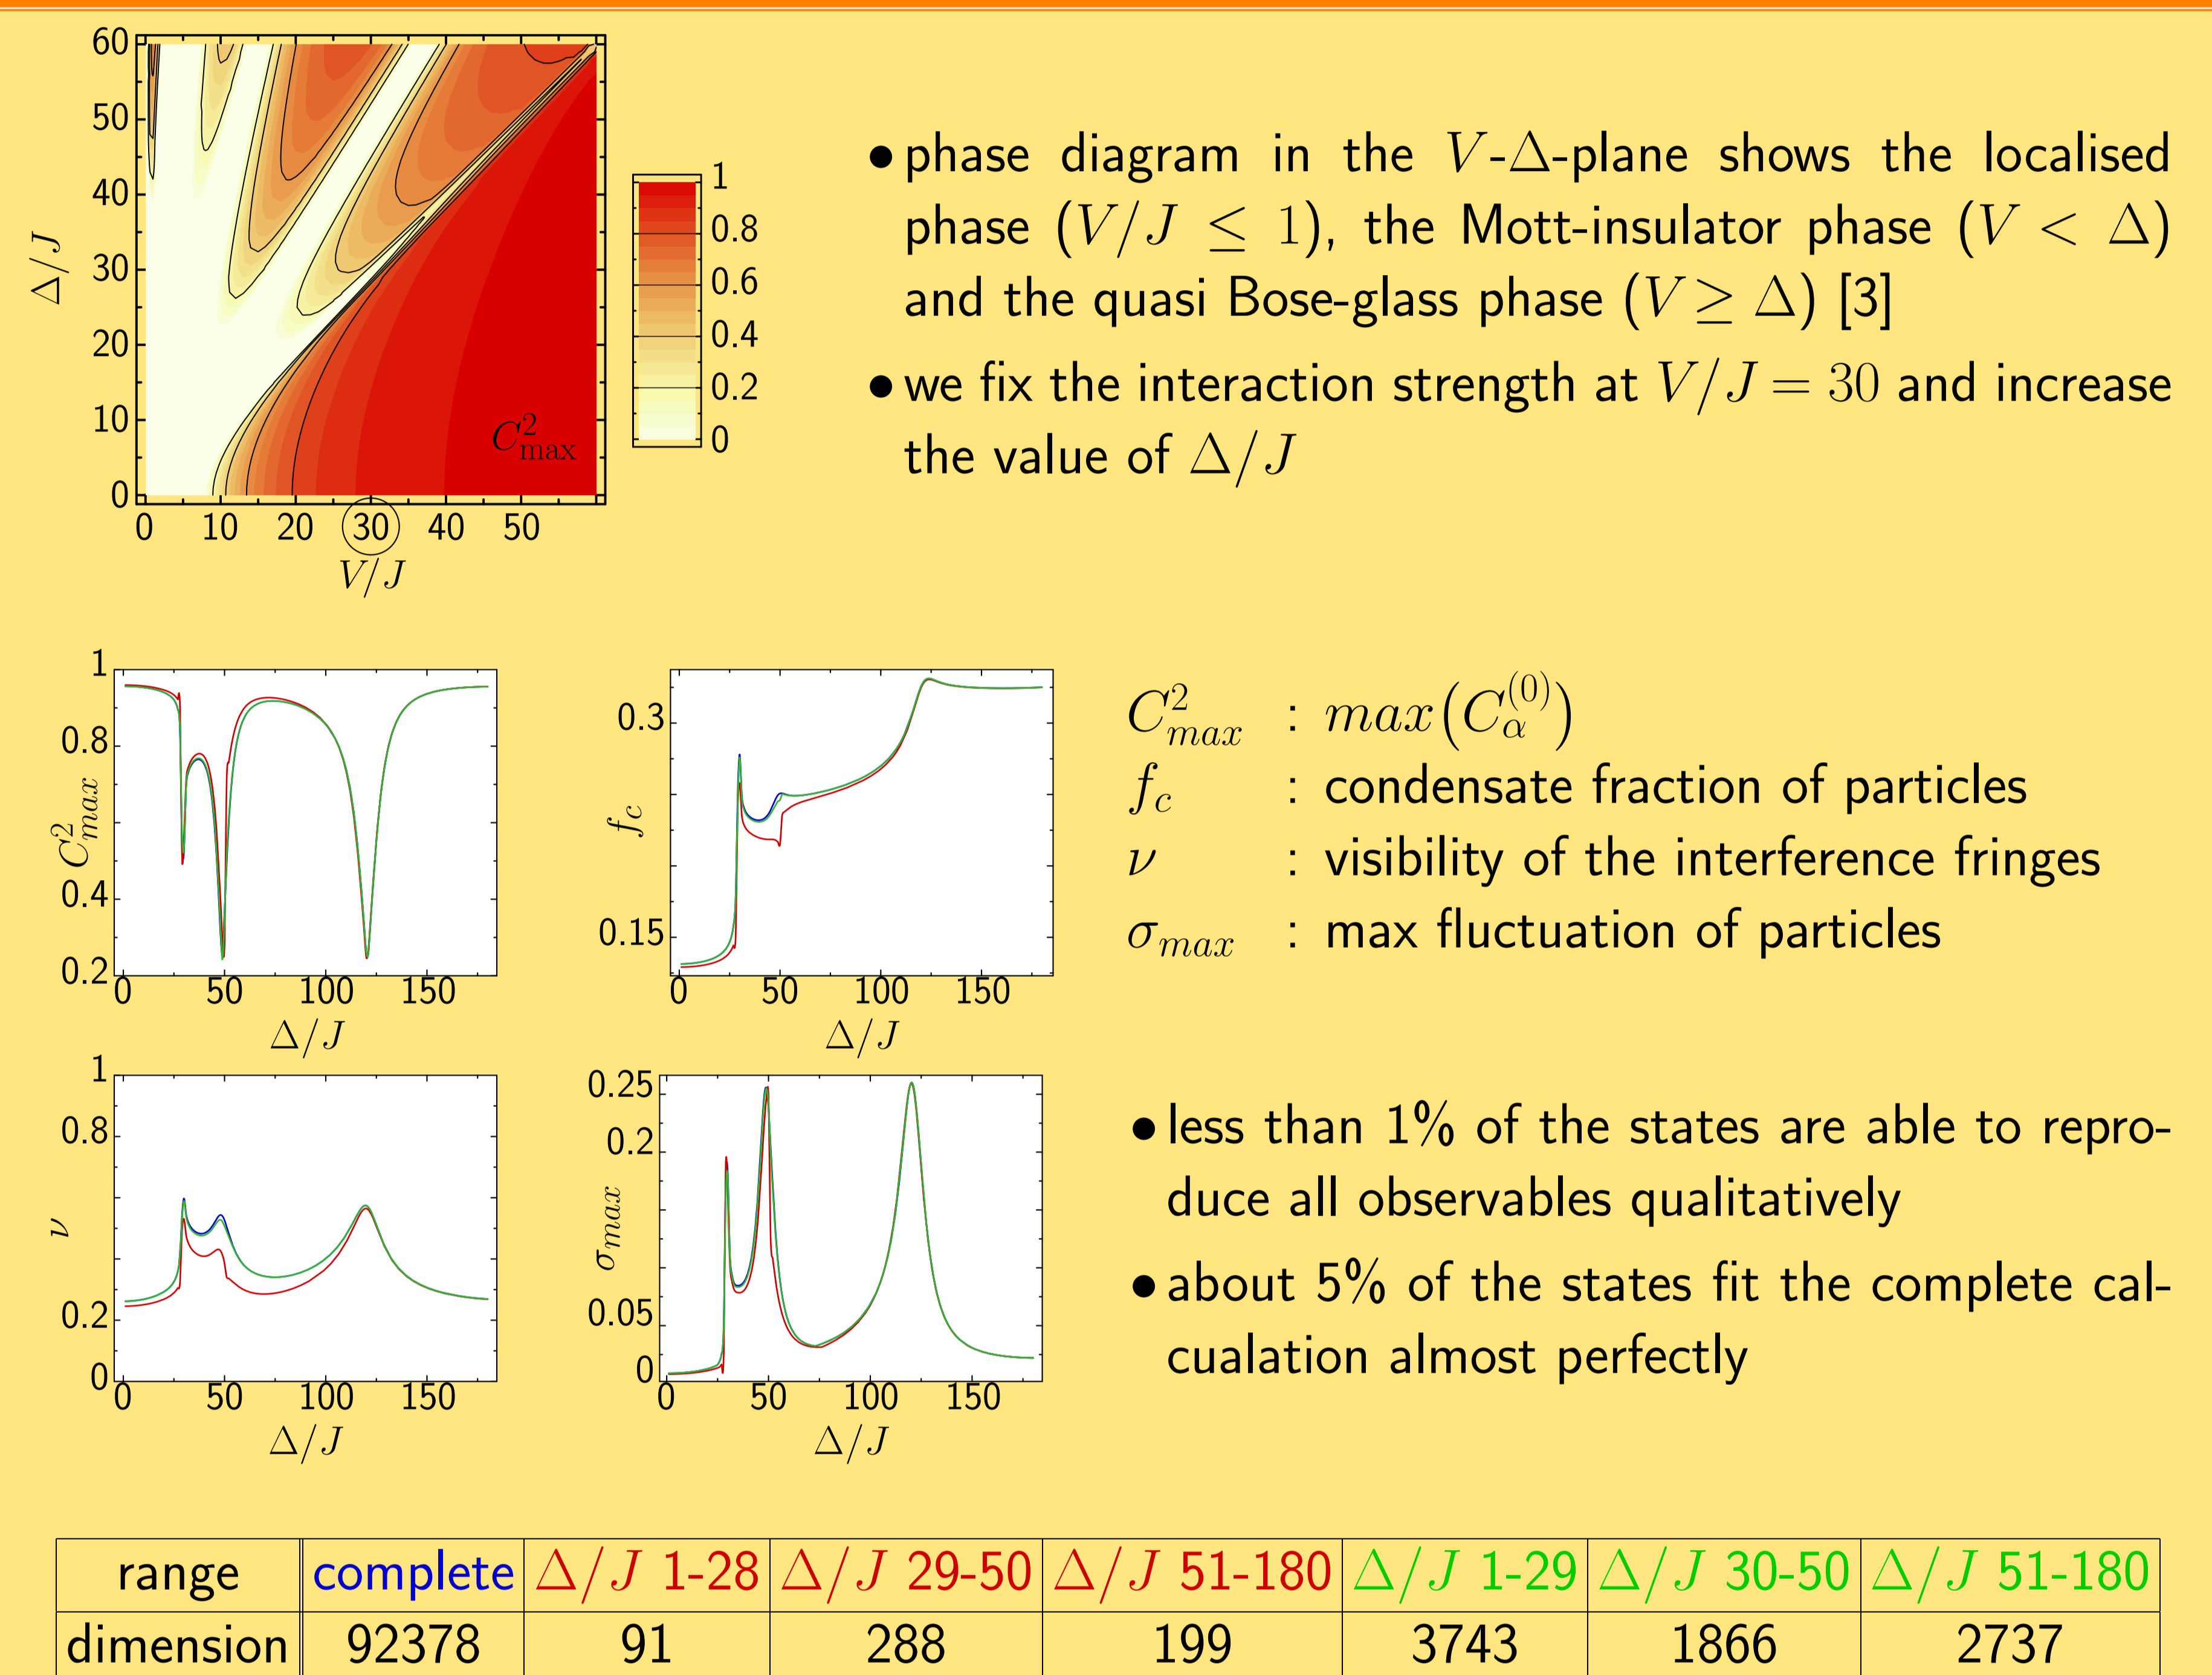 60
50
40
30
20
10
0
Δ/J
0 10 20 30 40 50
V/J
C²max
1
0.8
0.6
0.4
0.2
0
• phase diagram in the V-Δ-plane shows the localised
phase (V/J ≤ 1), the Mott-insulator phase (V < Δ)
and the quasi Bose-glass phase (V ≥ Δ) [3]
• we fix the interaction strength at V/J = 30 and increase
the value of Δ/J
1
0.8
0.4
0.2
C²max
0 50 100 150
Δ/J
0.3
0.15
fc
0 50 100 150
Δ/J
C²max : max(Cα^(0))
fc : condensate fraction of particles
ν : visibility of the interference fringes
σmax : max fluctuation of particles
1
0.8
0.2
0
ν
0 50 100 150
Δ/J
0.25
0.2
0.05
0
σmax
0 50 100 150
Δ/J
• less than 1% of the states are able to repro-
duce all observables qualitatively
• about 5% of the states fit the complete cal-
cualation almost perfectly
range complete Δ/J 1-28 Δ/J 29-50 Δ/J 51-180 Δ/J 1-29 Δ/J 30-50 Δ/J 51-180
dimension 92378 91 288 199 3743 1866 2737